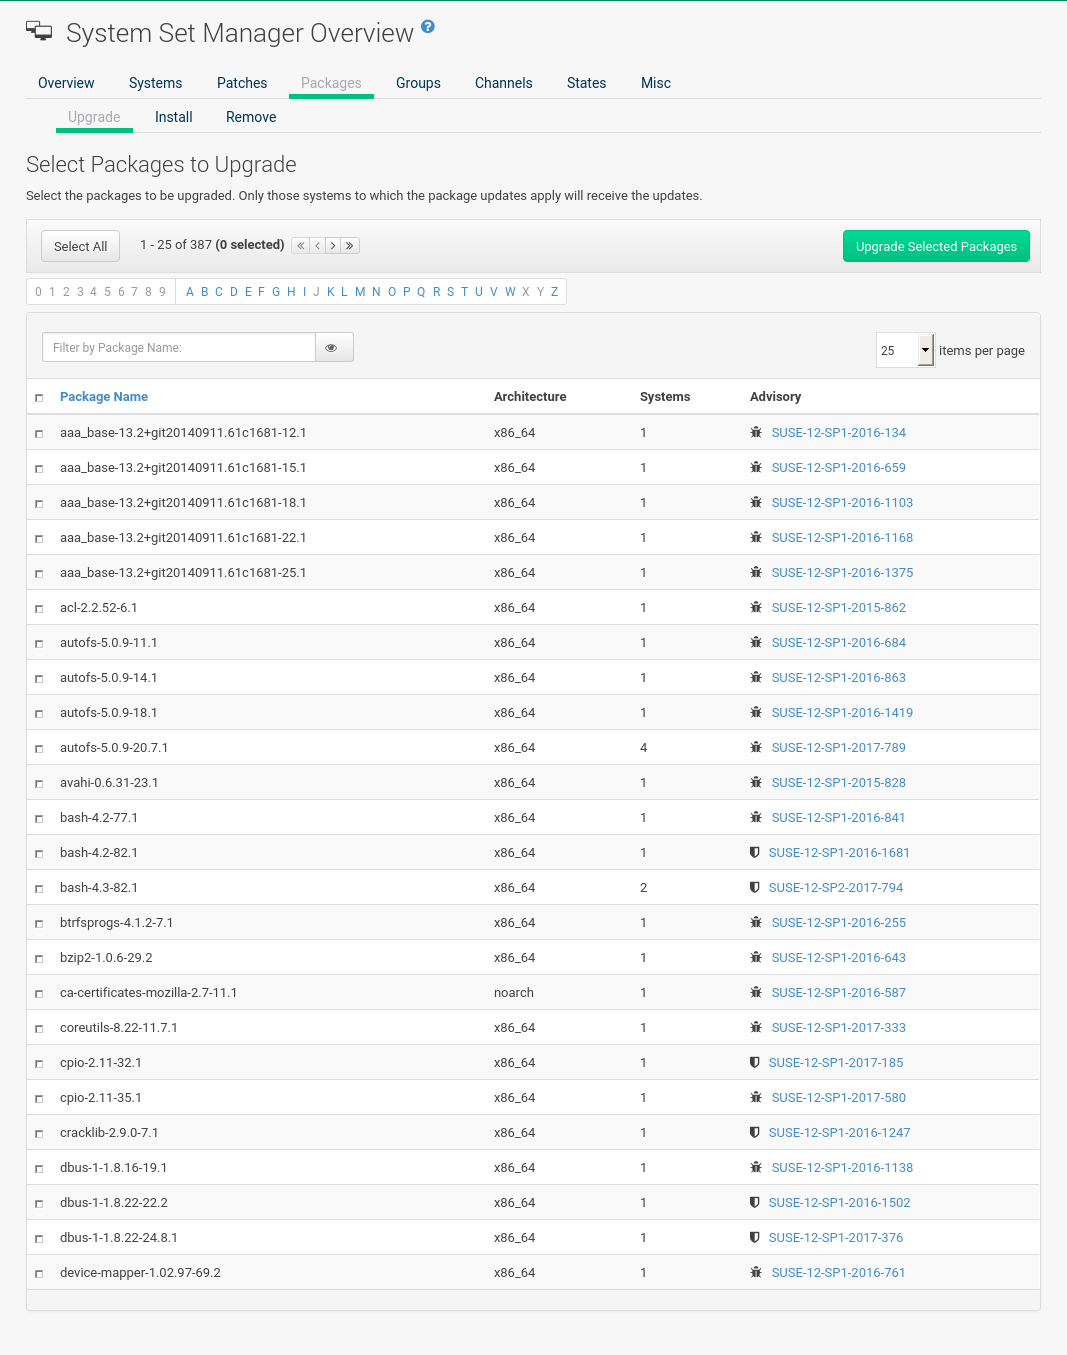 System Set Manager Overview ?
Overview Systems Patches Packages Groups Channels States Misc
Upgrade Install Remove
Select Packages to Upgrade
Select the packages to be upgraded. Only those systems to which the package updates apply will receive the updates.
Select All 1 - 25 of 387 (0 selected) « ‹ › » Upgrade Selected Packages
0 1 2 3 4 5 6 7 8 9 A B C D E F G H I J K L M N O P Q R S T U V W X Y Z
Filter by Package Name: 25 items per page
Package Name Architecture Systems Advisory
aaa_base-13.2+git20140911.61c1681-12.1 x86_64 1 SUSE-12-SP1-2016-134
aaa_base-13.2+git20140911.61c1681-15.1 x86_64 1 SUSE-12-SP1-2016-659
aaa_base-13.2+git20140911.61c1681-18.1 x86_64 1 SUSE-12-SP1-2016-1103
aaa_base-13.2+git20140911.61c1681-22.1 x86_64 1 SUSE-12-SP1-2016-1168
aaa_base-13.2+git20140911.61c1681-25.1 x86_64 1 SUSE-12-SP1-2016-1375
acl-2.2.52-6.1 x86_64 1 SUSE-12-SP1-2015-862
autofs-5.0.9-11.1 x86_64 1 SUSE-12-SP1-2016-684
autofs-5.0.9-14.1 x86_64 1 SUSE-12-SP1-2016-863
autofs-5.0.9-18.1 x86_64 1 SUSE-12-SP1-2016-1419
autofs-5.0.9-20.7.1 x86_64 4 SUSE-12-SP1-2017-789
avahi-0.6.31-23.1 x86_64 1 SUSE-12-SP1-2015-828
bash-4.2-77.1 x86_64 1 SUSE-12-SP1-2016-841
bash-4.2-82.1 x86_64 1 SUSE-12-SP1-2016-1681
bash-4.3-82.1 x86_64 2 SUSE-12-SP2-2017-794
btrfsprogs-4.1.2-7.1 x86_64 1 SUSE-12-SP1-2016-255
bzip2-1.0.6-29.2 x86_64 1 SUSE-12-SP1-2016-643
ca-certificates-mozilla-2.7-11.1 noarch 1 SUSE-12-SP1-2016-587
coreutils-8.22-11.7.1 x86_64 1 SUSE-12-SP1-2017-333
cpio-2.11-32.1 x86_64 1 SUSE-12-SP1-2017-185
cpio-2.11-35.1 x86_64 1 SUSE-12-SP1-2017-580
cracklib-2.9.0-7.1 x86_64 1 SUSE-12-SP1-2016-1247
dbus-1-1.8.16-19.1 x86_64 1 SUSE-12-SP1-2016-1138
dbus-1-1.8.22-22.2 x86_64 1 SUSE-12-SP1-2016-1502
dbus-1-1.8.22-24.8.1 x86_64 1 SUSE-12-SP1-2017-376
device-mapper-1.02.97-69.2 x86_64 1 SUSE-12-SP1-2016-761